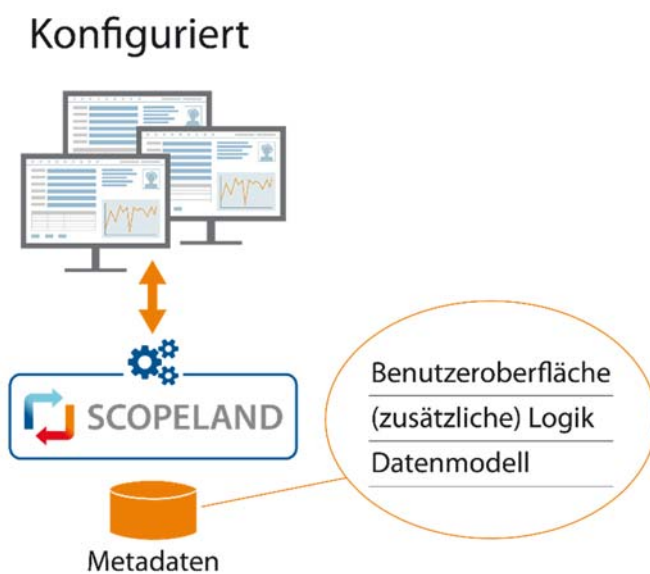 Konfiguriert
SCOPELAND
Benutzeroberfläche
(zusätzliche) Logik
Datenmodell
Metadaten